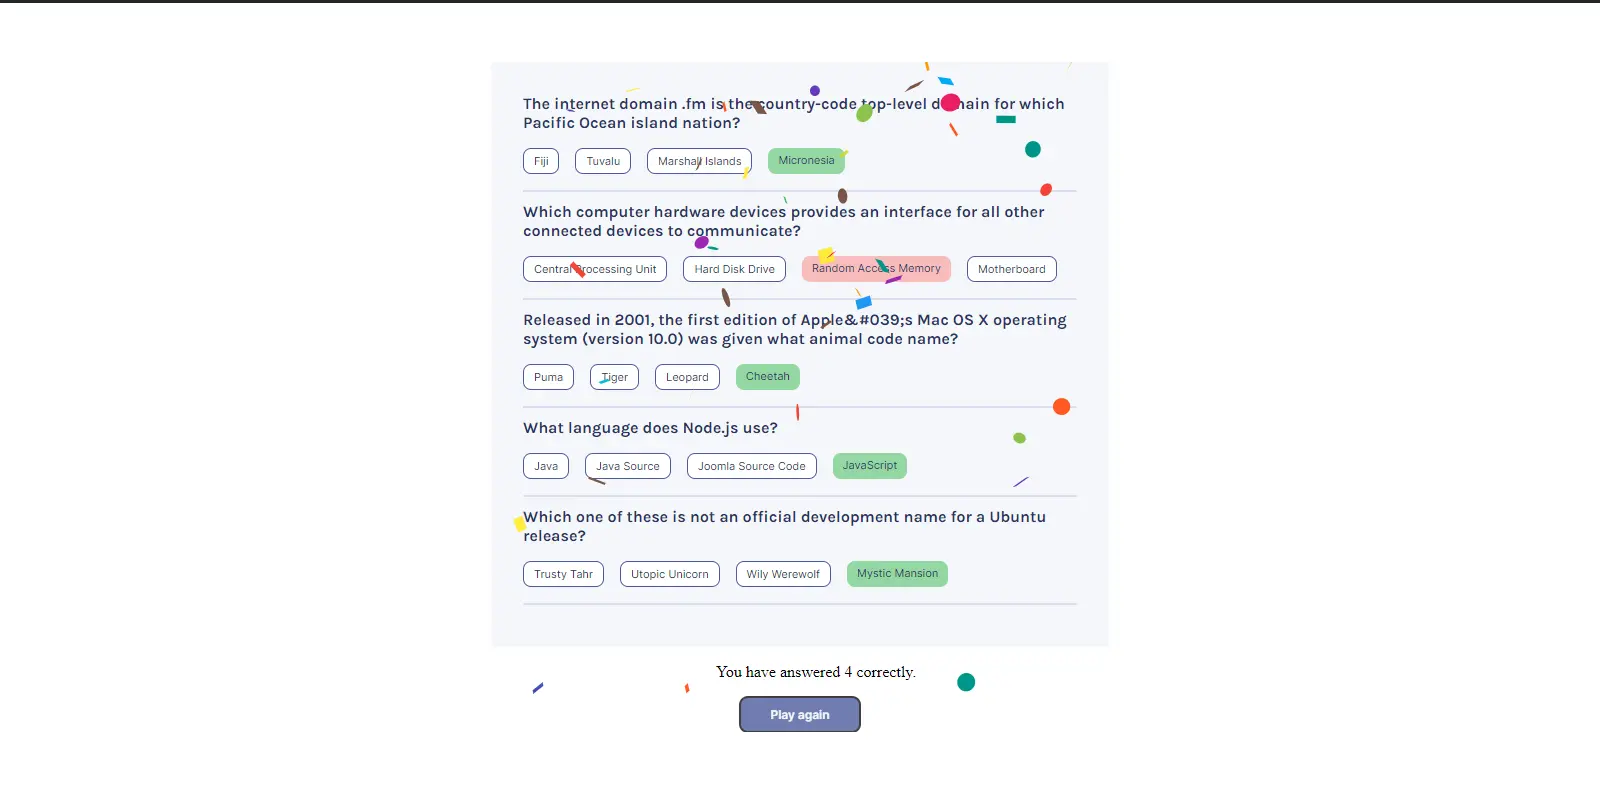 The internet domain .fm is the country-code top-level domain for which
Pacific Ocean island nation?
Fiji Tuvalu Marshall Islands Micronesia
Which computer hardware devices provides an interface for all other
connected devices to communicate?
Central Processing Unit Hard Disk Drive Random Access Memory Motherboard
Released in 2001, the first edition of Apple&#039;s Mac OS X operating
system (version 10.0) was given what animal code name?
Puma Tiger Leopard Cheetah
What language does Node.js use?
Java Java Source Joomla Source Code JavaScript
Which one of these is not an official development name for a Ubuntu
release?
Trusty Tahr Utopic Unicorn Wily Werewolf Mystic Mansion
You have answered 4 correctly.
Play again